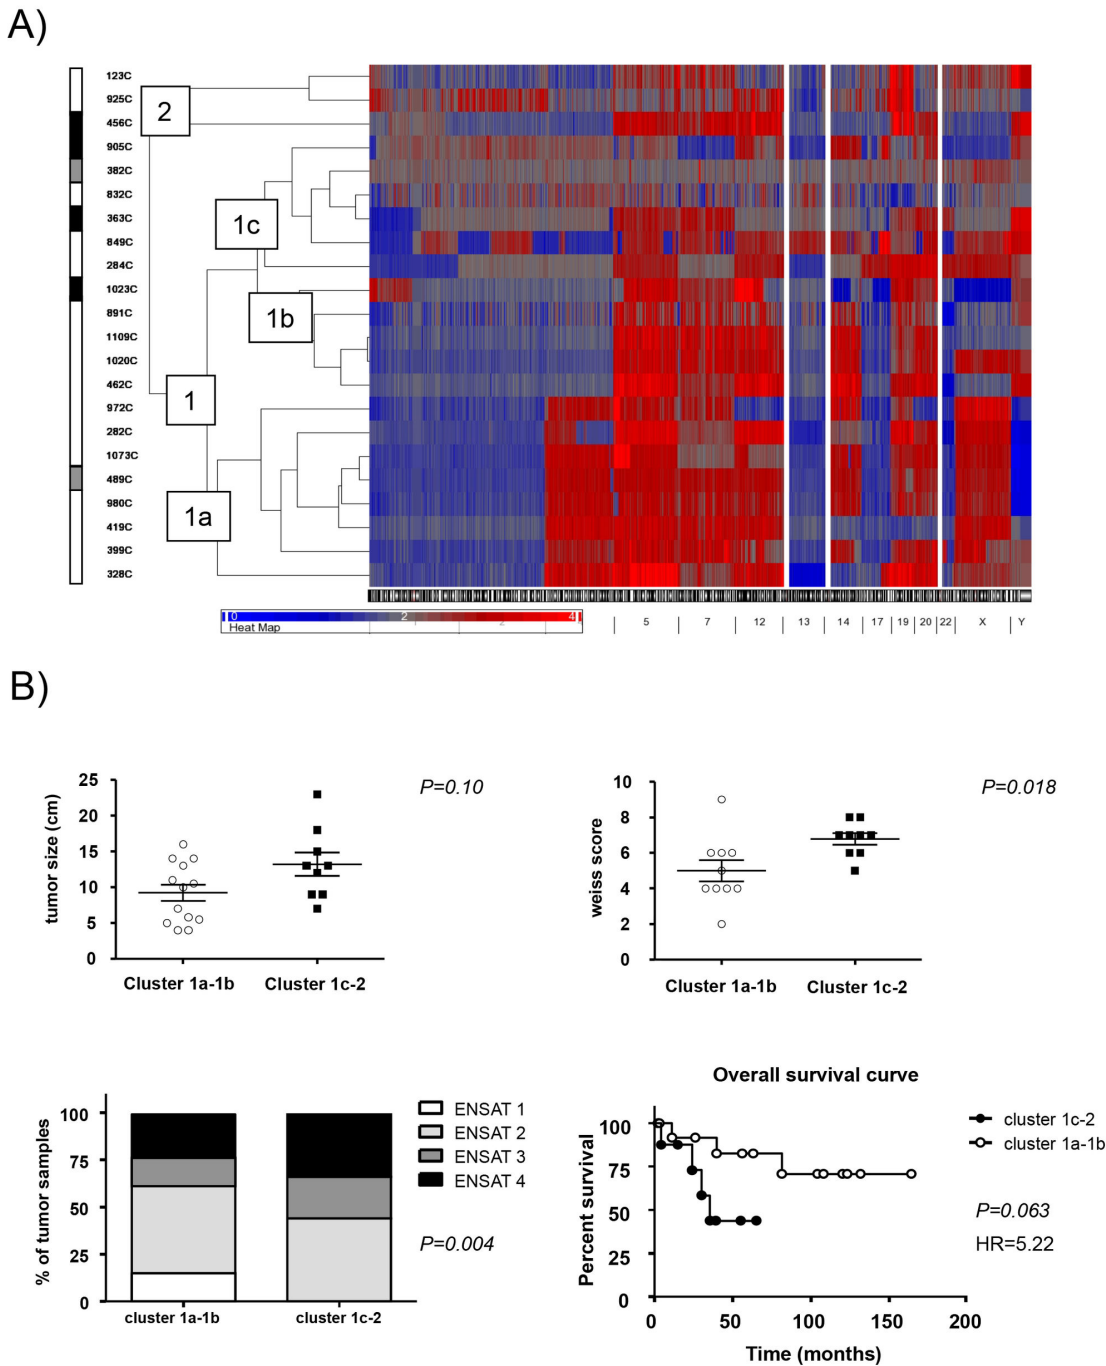 A)
123C
925C
2
456C
905C
382C
832C
363C
1c
849C
284C
1023C
1b
891C
1109C
1020C
462C
1
972C
282C
1073C
489C
1a
980C
419C
399C
328C
0 2 4
Heat Map
5 7 12 13 14 17 19 20 22 X Y
B)
25
20
15
10
5
0
tumor size (cm)
P=0.10
Cluster 1a-1b Cluster 1c-2
10
8
6
4
2
0
weiss score
P=0.018
Cluster 1a-1b Cluster 1c-2
100
75
50
25
0
% of tumor samples
ENSAT 1
ENSAT 2
ENSAT 3
ENSAT 4
P=0.004
cluster 1a-1b cluster 1c-2
Overall survival curve
100
75
50
25
0
Percent survival
cluster 1c-2
cluster 1a-1b
P=0.063
HR=5.22
0 50 100 150 200
Time (months)